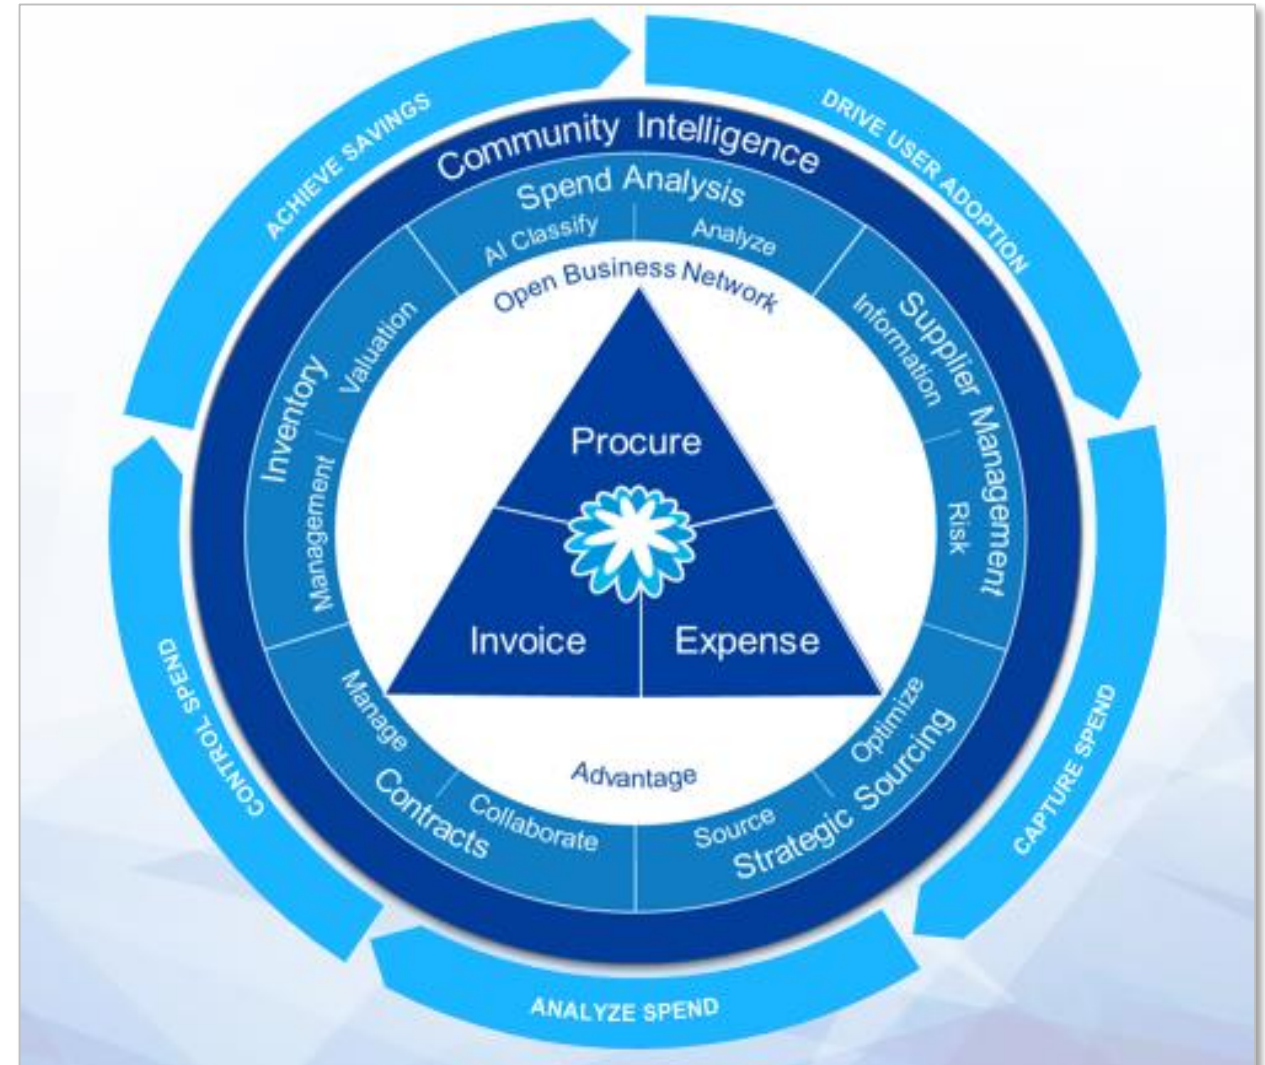 ACHIEVE SAVINGS
DRIVE USER ADOPTION
CAPTURE SPEND
ANALYZE SPEND
CONTROL SPEND
Community Intelligence
Spend Analysis
AI Classify
Analyze
Supplier Management
Information
Risk
Strategic Sourcing
Optimize
Source
Contracts
Collaborate
Manage
Inventory
Management
Valuation
Open Business Network
Procure
Invoice
Expense
Advantage